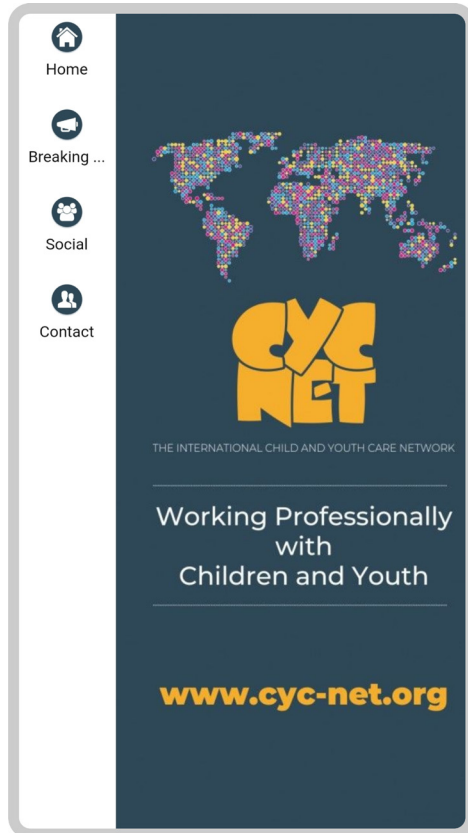 Home
Breaking ...
Social
Contact
CYC
NET
THE INTERNATIONAL CHILD AND YOUTH CARE NETWORK
Working Professionally
with
Children and Youth
www.cyc-net.org